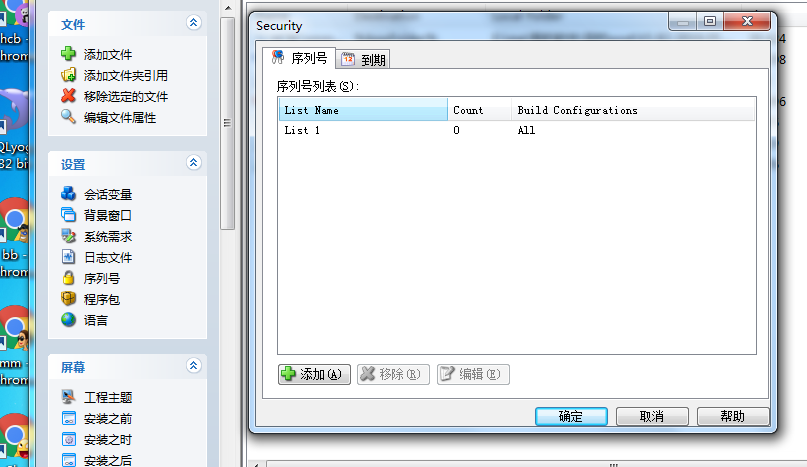 hcb -
hrom
QLyog
32 bit
bb -
hrom
mm -
hrom
文件
添加文件
添加文件夹引用
移除选定的文件
编辑文件属性
设置
会话变量
背景窗口
系统需求
日志文件
序列号
程序包
语言
屏幕
工程主题
安装之前
安装之时
安装之后
Security
序列号
到期
序列号列表(S):
List Name Count Build Configurations
List 1 0 All
添加(A) 移除(R) 编辑(E)
确定 取消 帮助
4
8
6